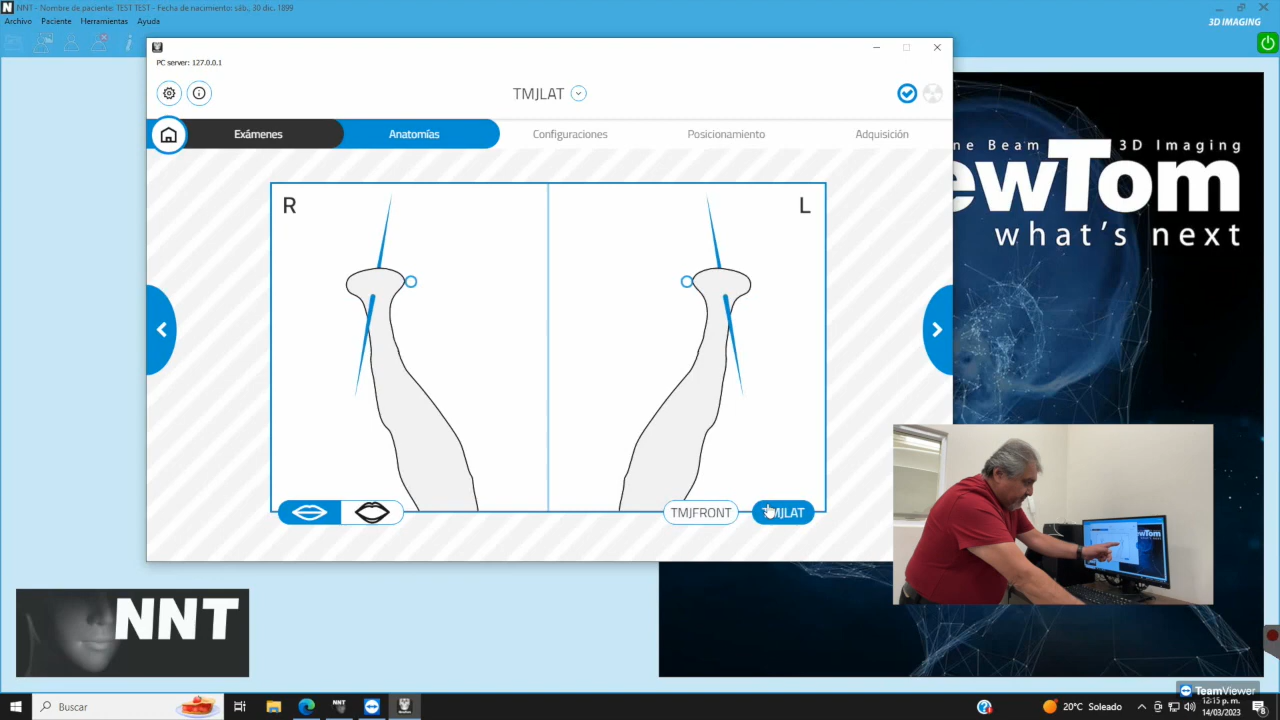 NNT - Nombre de paciente: TEST TEST - Fecha de nacimiento: sáb., 30 dic. 1899
Archivo Paciente Herramientas Ayuda
3D IMAGING
PC server: 127.0.0.1
TMJLAT
Exámenes Anatomías Configuraciones Posicionamiento Adquisición
R L
TMJFRONT
ne Beam 3D Imaging
ewTom
what's next
NNT
TeamViewer
Buscar
20°C Soleado
12:15 p. m.
14/03/2023
8